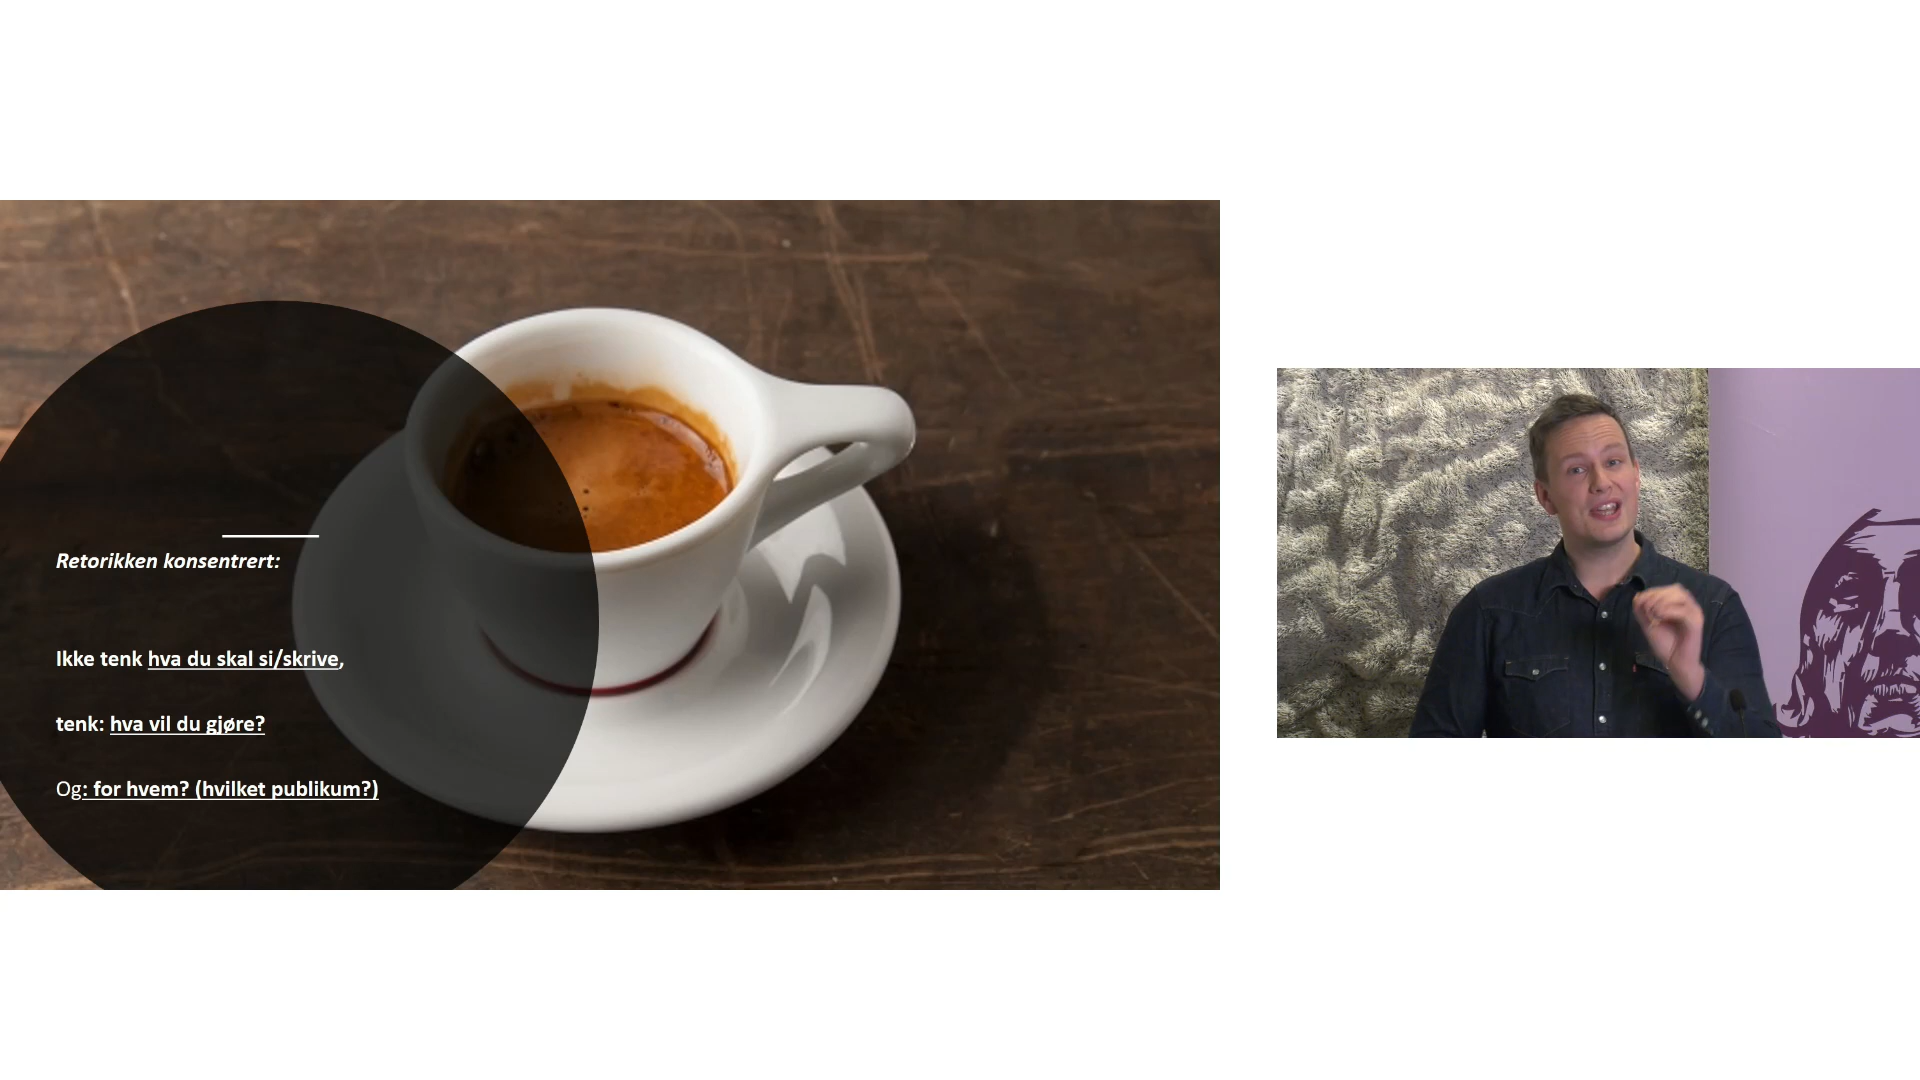 Retorikken konsentrert:
Ikke tenk hva du skal si/skrive,
tenk: hva vil du gjøre?
Og: for hvem? (hvilket publikum?)